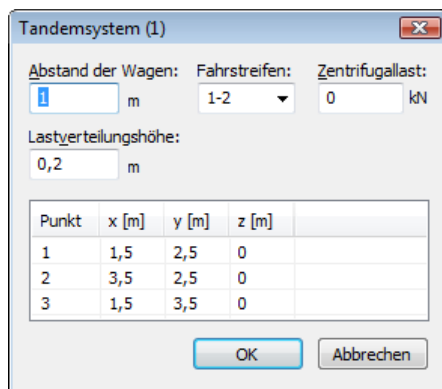 Tandemsystem (1)
Abstand der Wagen: Fahrstreifen: Zentrifugallast:
1 m 1-2 0 kN
Lastverteilungshöhe:
0,2 m
Punkt x [m] y [m] z [m]
1 1,5 2,5 0
2 3,5 2,5 0
3 1,5 3,5 0
OK Abbrechen